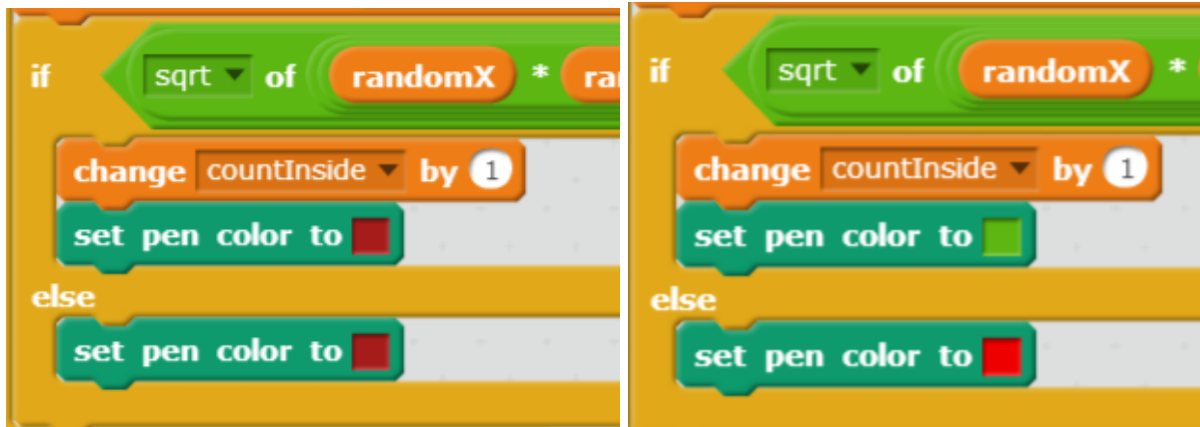 if sqrt of randomX * ra
change countInside by 1
set pen color to
else
set pen color to
if sqrt of randomX *
change countInside by 1
set pen color to
else
set pen color to